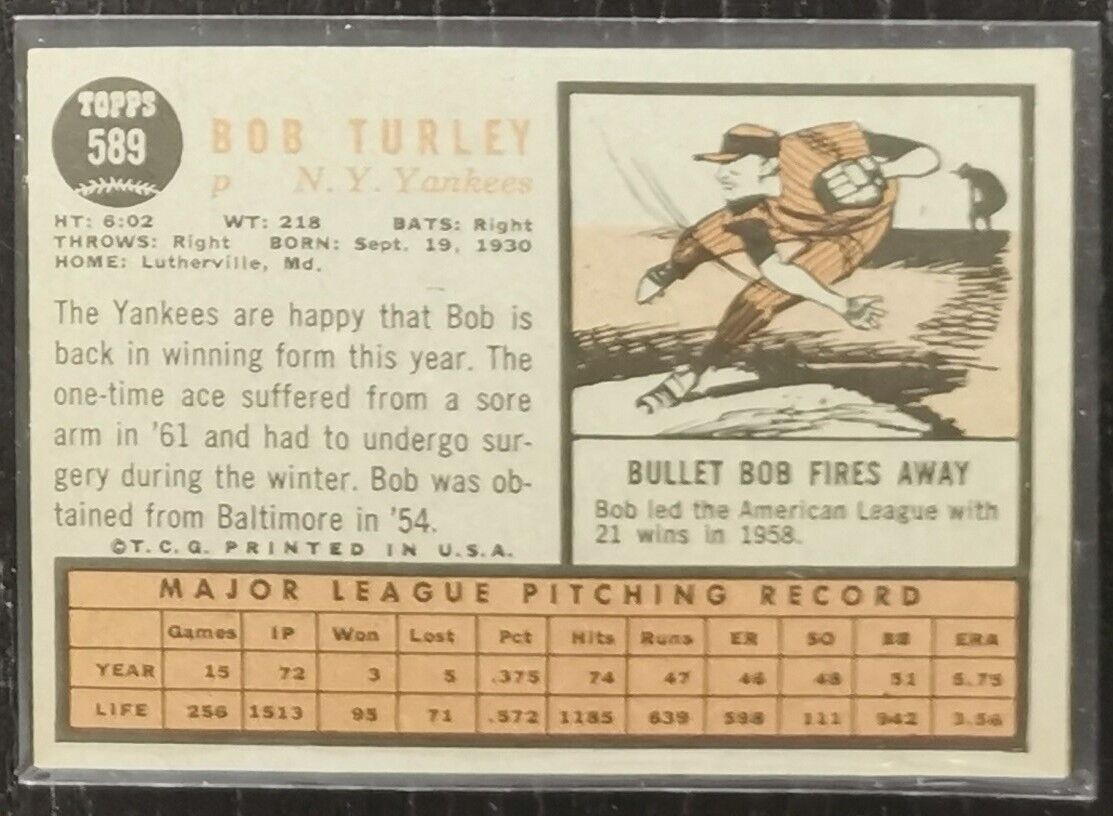 TOPPS
589
BOB TURLEY
p N.Y. Yankees
HT: 6:02 WT: 218 BATS: Right
THROWS: Right BORN: Sept. 19, 1930
HOME: Lutherville, Md.
The Yankees are happy that Bob is
back in winning form this year. The
one-time ace suffered from a sore
arm in '61 and had to undergo sur-
gery during the winter. Bob was ob-
tained from Baltimore in '54.
©T.C.G. PRINTED IN U.S.A.
BULLET BOB FIRES AWAY
Bob led the American League with
21 wins in 1958.
MAJOR LEAGUE PITCHING RECORD
Games IP Won Lost Pct Hits Runs ER SO BB ERA
YEAR 15 72 3 5 .375 74 47 46 48 51 5.75
LIFE 256 1513 95 71 .572 1185 639 598 111 942 3.56